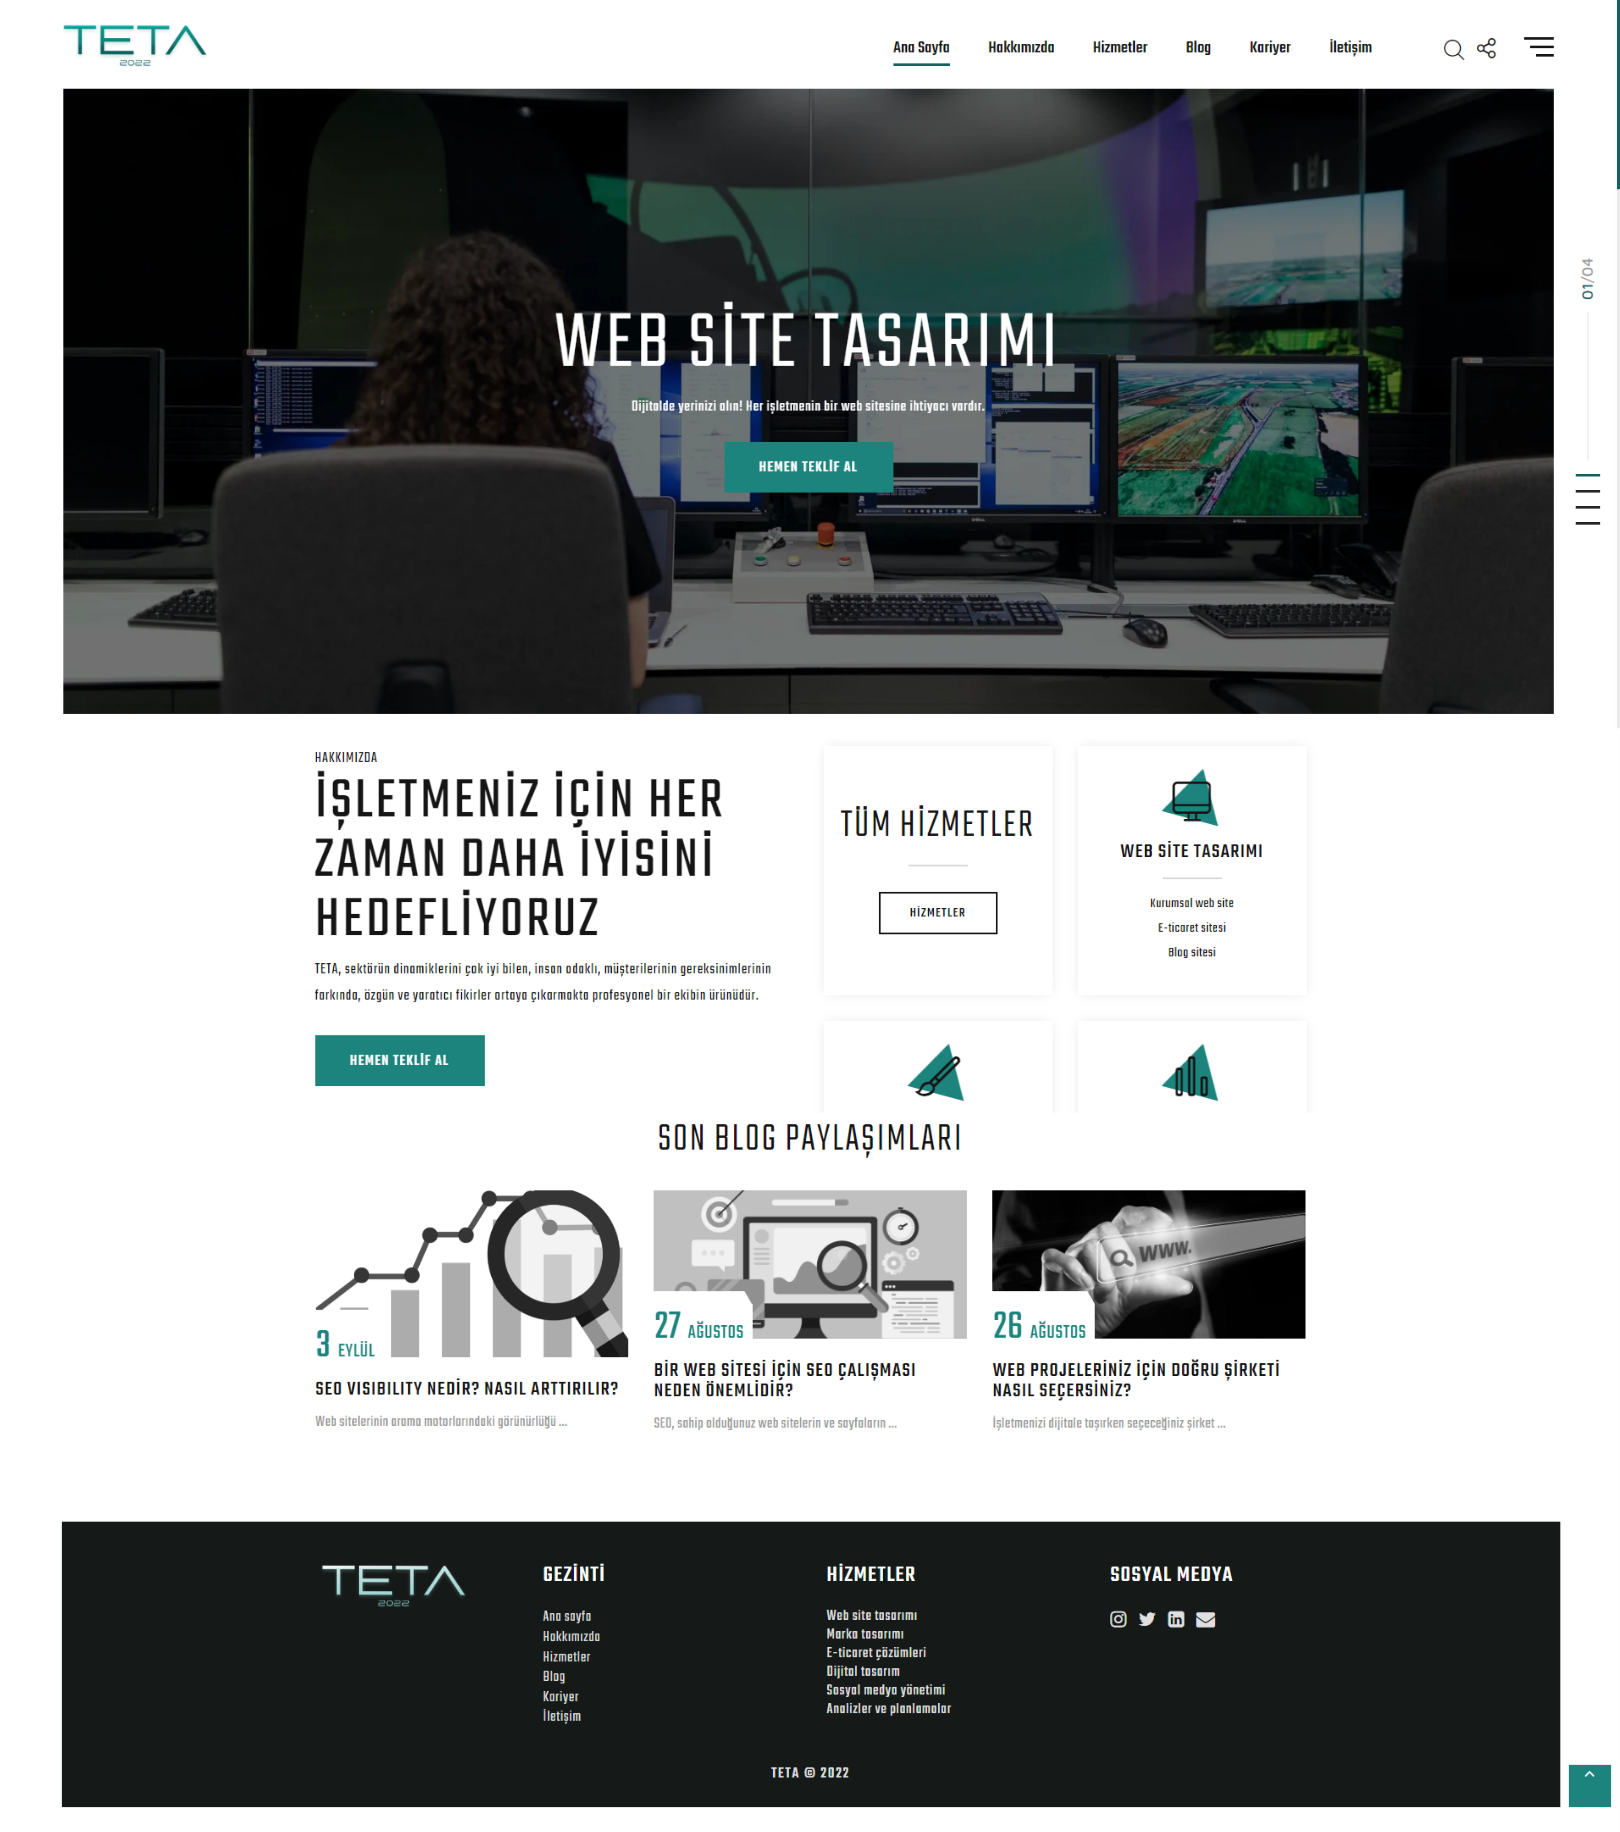 TETA
2022
Ana Sayfa
Hakkımızda
Hizmetler
Blog
Kariyer
İletişim
01/04
WEB SİTE TASARIMI
Dijitalde yerinizi alın! Her işletmenin bir web sitesine ihtiyacı vardır.
HEMEN TEKLİF AL
HAKKIMIZDA
İŞLETMENİZ İÇİN HER
ZAMAN DAHA İYİSİNİ
HEDEFLİYORUZ
TETA, sektörün dinamiklerini çok iyi bilen, insan odaklı, müşterilerinin gereksinimlerinin
farkında, özgün ve yaratıcı fikirler ortaya çıkarmakta profesyonel bir ekibin ürünüdür.
HEMEN TEKLİF AL
TÜM HİZMETLER
HİZMETLER
WEB SİTE TASARIMI
Kurumsal web site
E-ticaret sitesi
Blog sitesi
SON BLOG PAYLAŞIMLARI
3 EYLÜL
SEO VISIBILITY NEDİR? NASIL ARTTIRILIR?
Web sitelerinin arama motorlarındaki görünürlüğü ...
27 AĞUSTOS
BİR WEB SİTESİ İÇİN SEO ÇALIŞMASI
NEDEN ÖNEMLİDİR?
SEO, sahip olduğunuz web sitelerin ve sayfaların ...
WWW.
26 AĞUSTOS
WEB PROJELERİNİZ İÇİN DOĞRU ŞİRKETİ
NASIL SEÇERSİNİZ?
İşletmenizi dijitale taşırken seçeceğiniz şirket ...
TETA
2022
GEZİNTİ
Ana sayfa
Hakkımızda
Hizmetler
Blog
Kariyer
İletişim
HİZMETLER
Web site tasarımı
Marka tasarımı
E-ticaret çözümleri
Dijital tasarım
Sosyal medya yönetimi
Analizler ve planlamalar
SOSYAL MEDYA
TETA © 2022